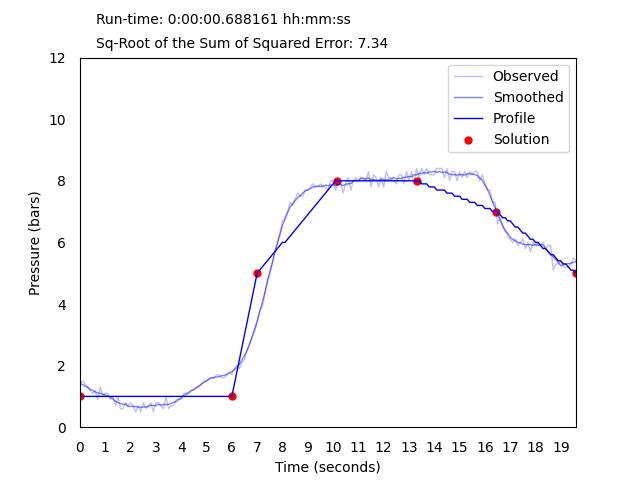 Run-time: 0:00:00.688161 hh:mm:ss
Sq-Root of the Sum of Squared Error: 7.34
12
10
8
6
4
2
0
Pressure (bars)
Observed
Smoothed
Profile
Solution
0 1 2 3 4 5 6 7 8 9 10 11 12 13 14 15 16 17 18 19
Time (seconds)